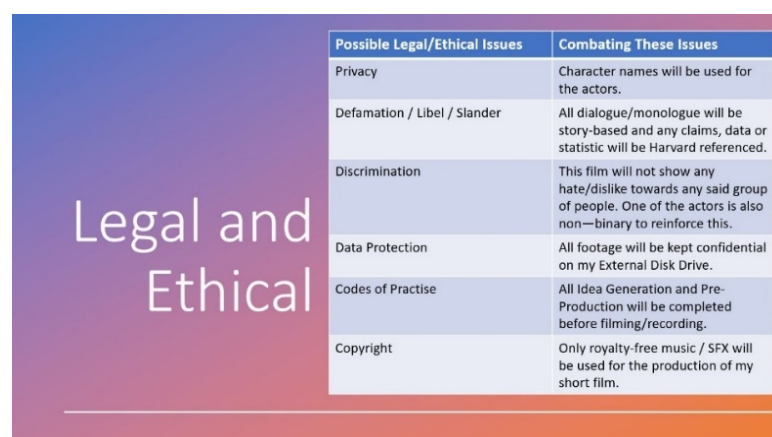 Legal and
Ethical
Possible Legal/Ethical Issues
Combating These Issues
Privacy
Character names will be used for
the actors.
Defamation / Libel / Slander
All dialogue/monologue will be
story-based and any claims, data or
statistic will be Harvard referenced.
Discrimination
This film will not show any
hate/dislike towards any said group
of people. One of the actors is also
non—binary to reinforce this.
Data Protection
All footage will be kept confidential
on my External Disk Drive.
Codes of Practise
All Idea Generation and Pre-
Production will be completed
before filming/recording.
Copyright
Only royalty-free music / SFX will
be used for the production of my
short film.